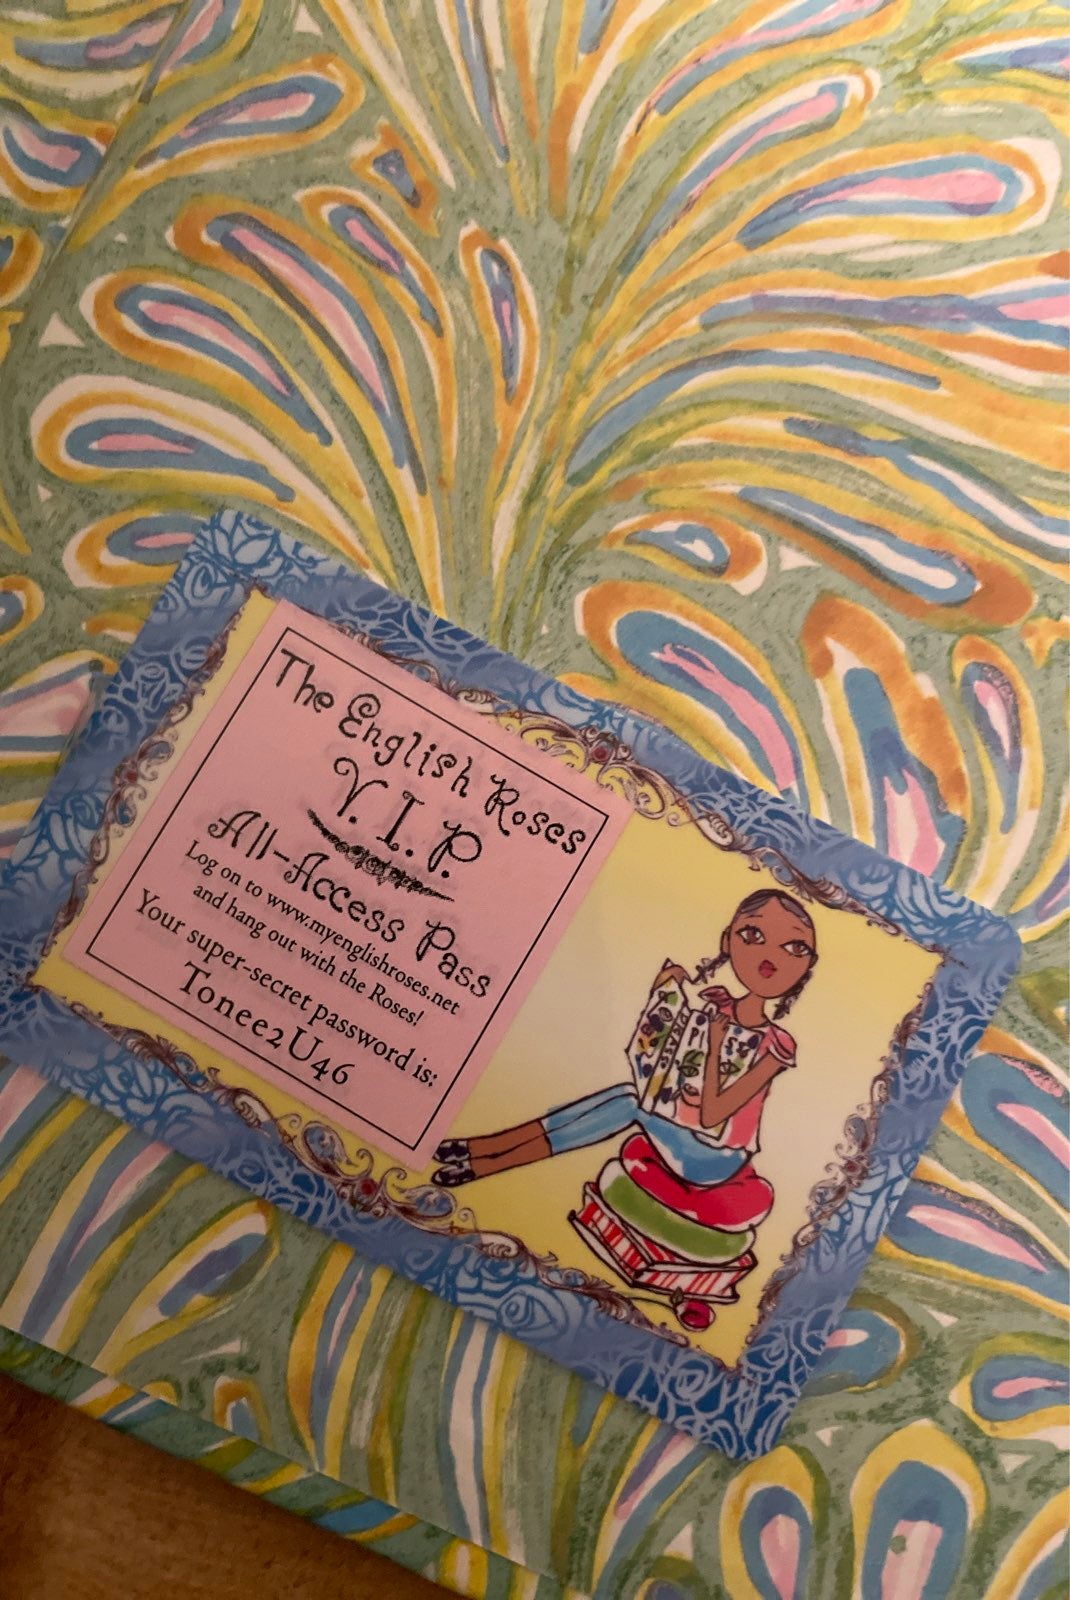 The English Roses
V. I. P.
All-Access Pass
Log on to www.myenglishroses.net
and hang out with the Roses!
Your super-secret password is:
Tonee2U46